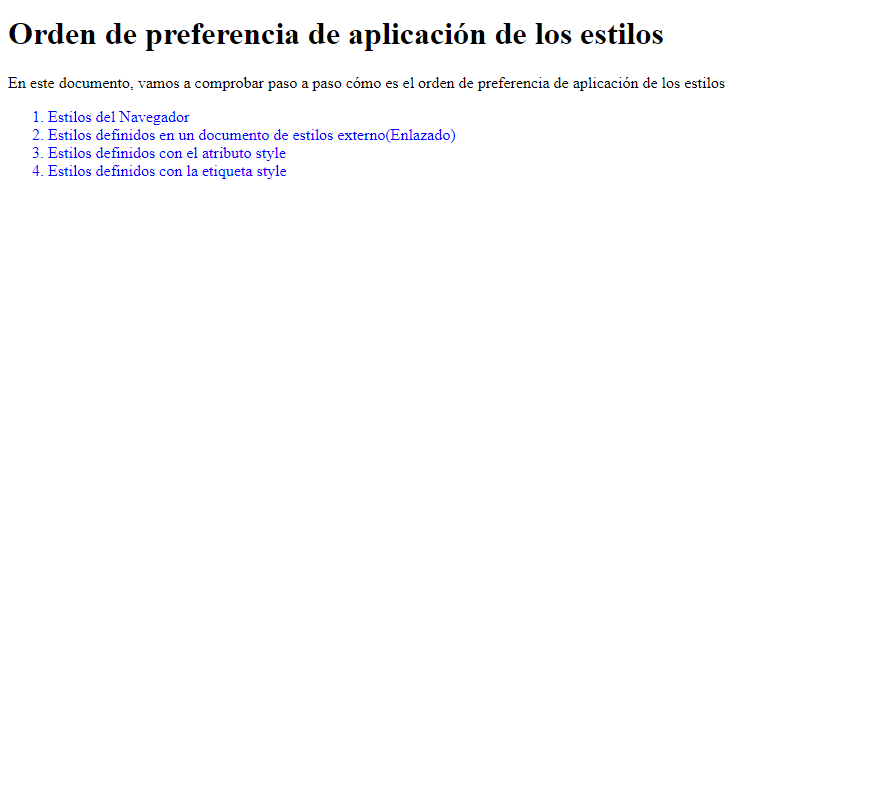 Orden de preferencia de aplicación de los estilos
En este documento, vamos a comprobar paso a paso cómo es el orden de preferencia de aplicación de los estilos
1. Estilos del Navegador
2. Estilos definidos en un documento de estilos externo(Enlazado)
3. Estilos definidos con el atributo style
4. Estilos definidos con la etiqueta style